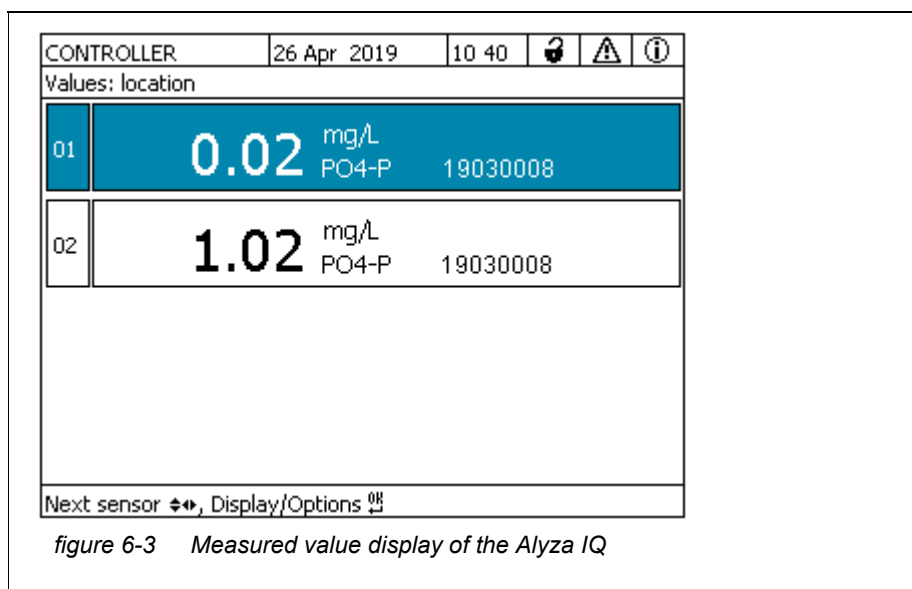 CONTROLLER 26 Apr 2019 10 40
Values: location
01 0.02 mg/L PO4-P 19030008
02 1.02 mg/L PO4-P 19030008
Next sensor , Display/Options OK
figure 6-3 Measured value display of the Alyza IQ